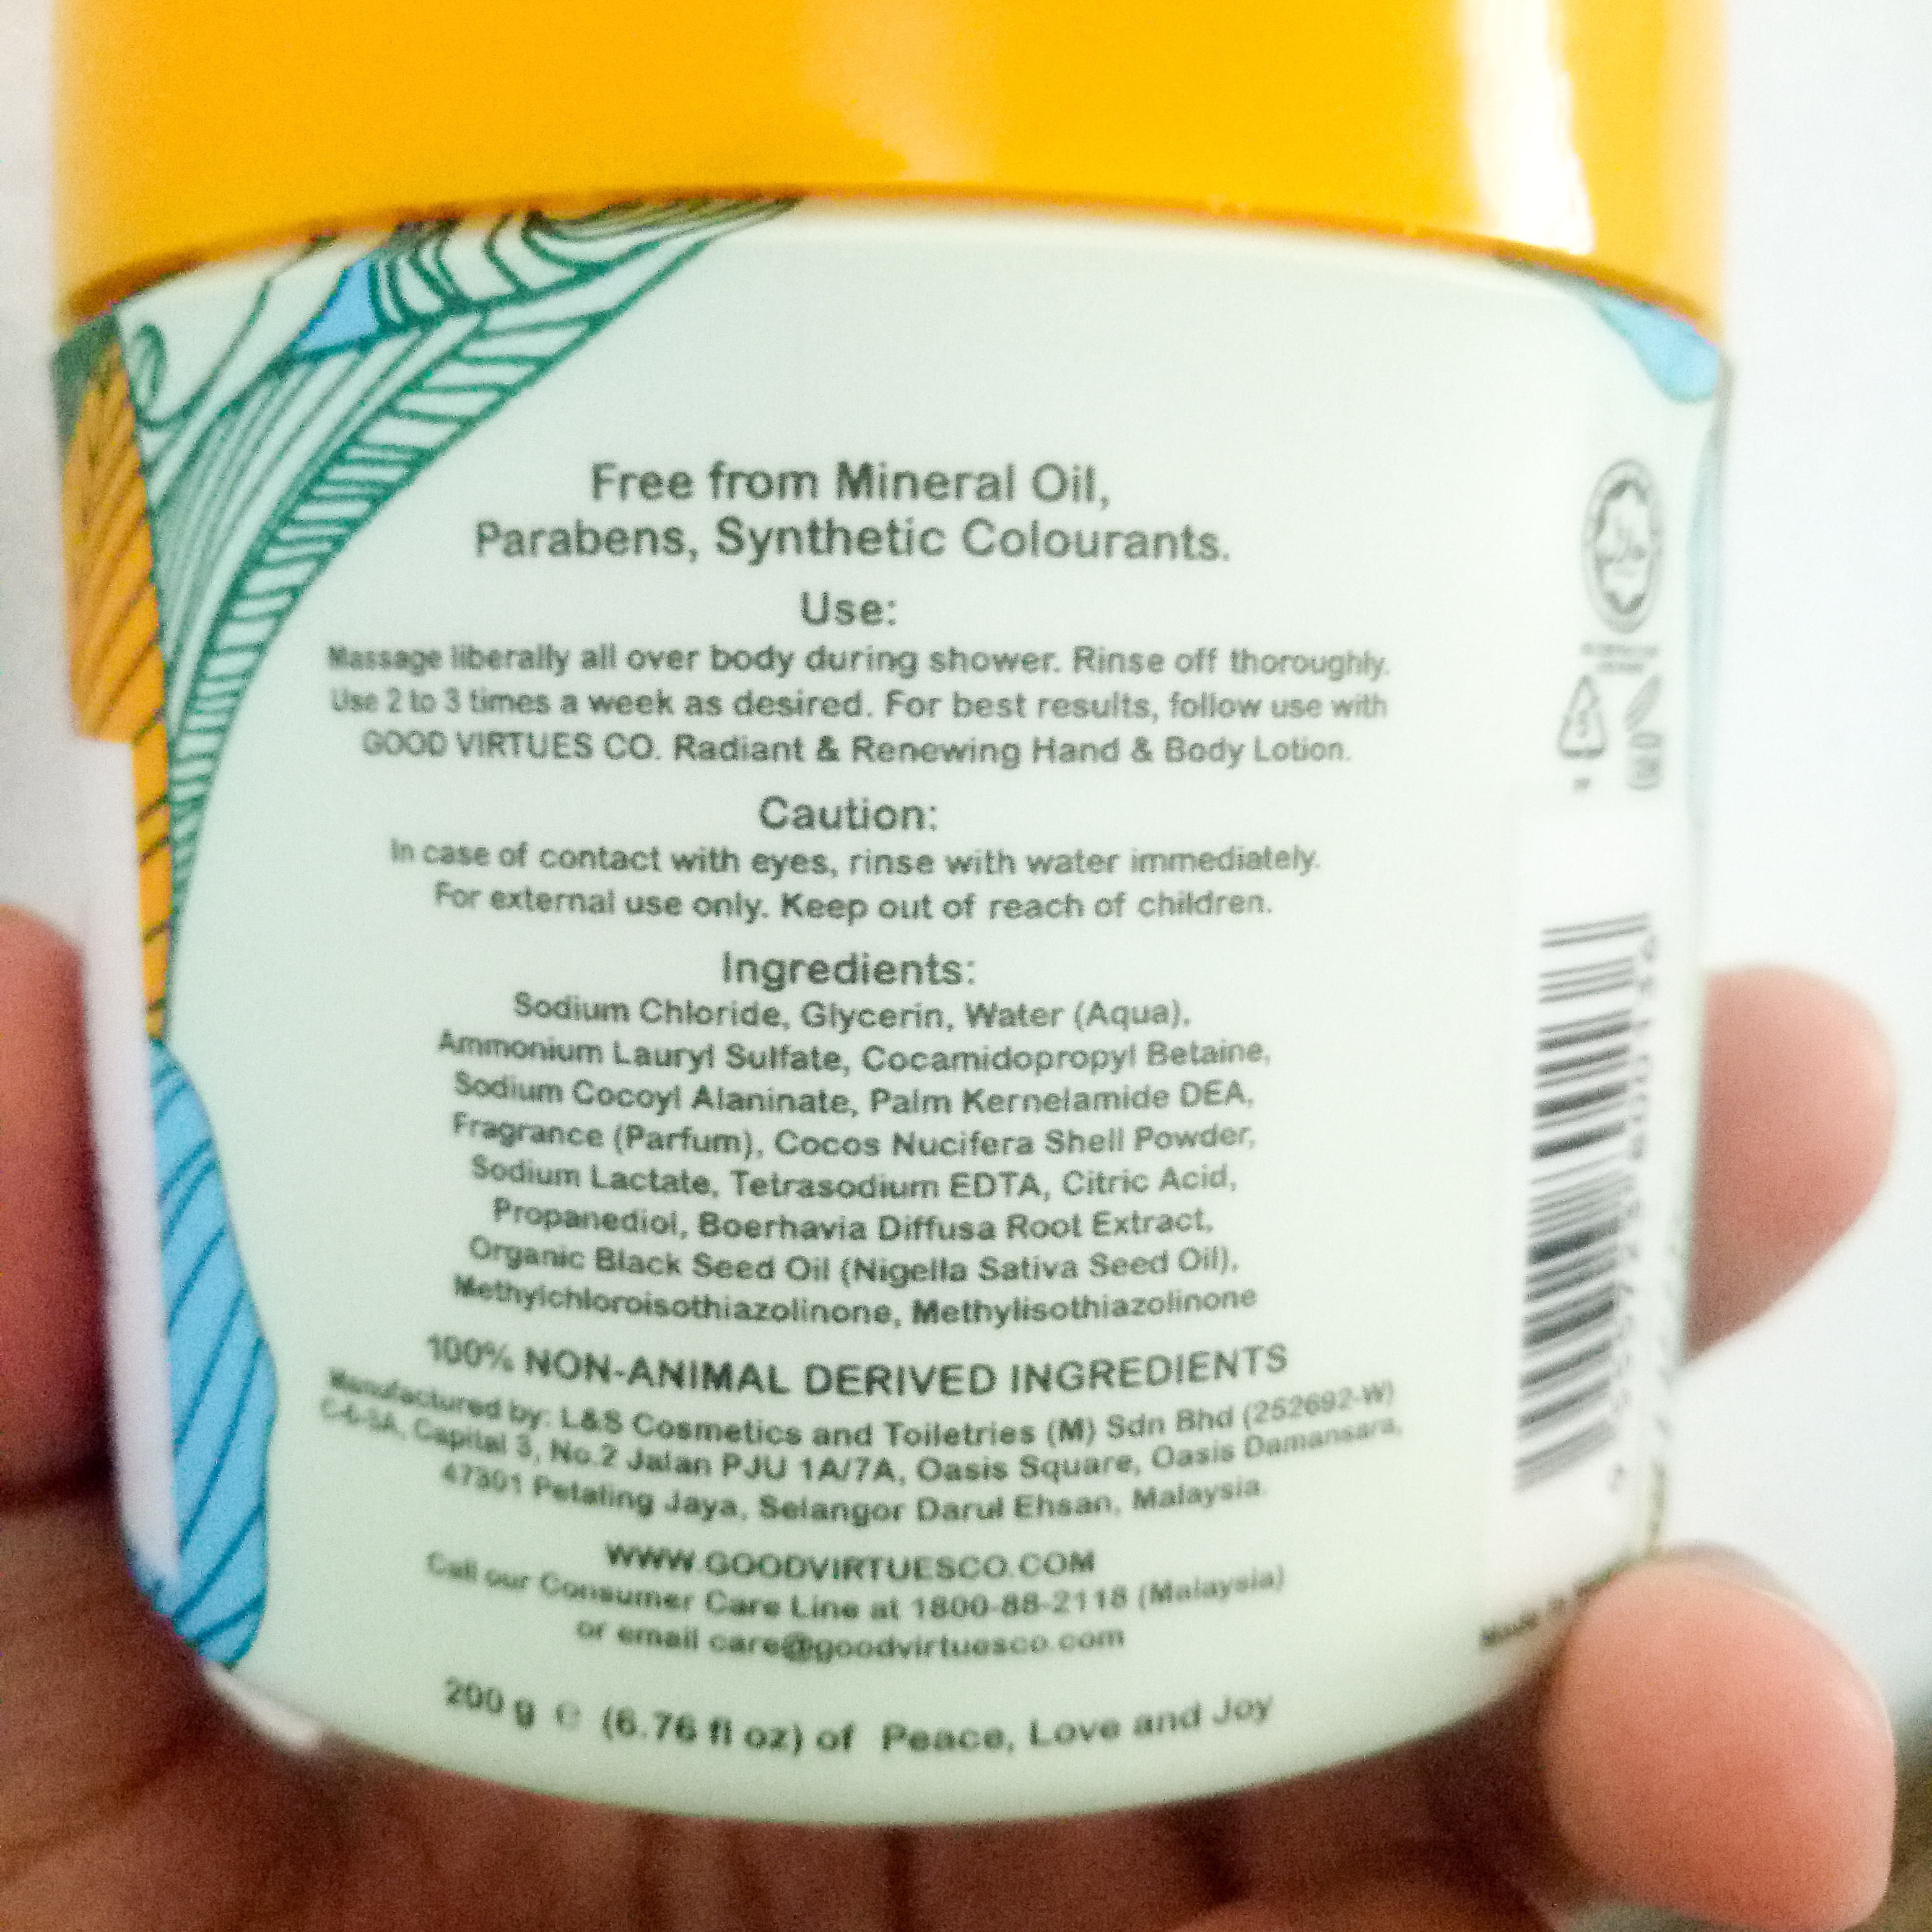 Free from Mineral Oil,
Parabens, Synthetic Colourants.
Use:
Massage liberally all over body during shower. Rinse off thoroughly.
Use 2 to 3 times a week as desired. For best results, follow use with
GOOD VIRTUES CO. Radiant & Renewing Hand & Body Lotion.
Caution:
In case of contact with eyes, rinse with water immediately.
For external use only. Keep out of reach of children.
Ingredients:
Sodium Chloride, Glycerin, Water (Aqua),
Ammonium Lauryl Sulfate, Cocamidopropyl Betaine,
Sodium Cocoyl Alaninate, Palm Kernelamide DEA,
Fragrance (Parfum), Cocos Nucifera Shell Powder,
Sodium Lactate, Tetrasodium EDTA, Citric Acid,
Propanediol, Boerhavia Diffusa Root Extract,
Organic Black Seed Oil (Nigella Sativa Seed Oil),
Methylchloroisothiazolinone, Methylisothiazolinone
100% NON-ANIMAL DERIVED INGREDIENTS
Manufactured by: L&S Cosmetics and Toiletries (M) Sdn Bhd (252692-W)
C-6-3A, Capital 3, No.2 Jalan PJU 1A/7A, Oasis Square, Oasis Damansara,
47301 Petaling Jaya, Selangor Darul Ehsan, Malaysia.
WWW.GOODVIRTUESCO.COM
Call our Consumer Care Line at 1800-88-2118 (Malaysia)
or email care@goodvirtuesco.com
200 g e (6.76 fl oz) of Peace, Love and Joy